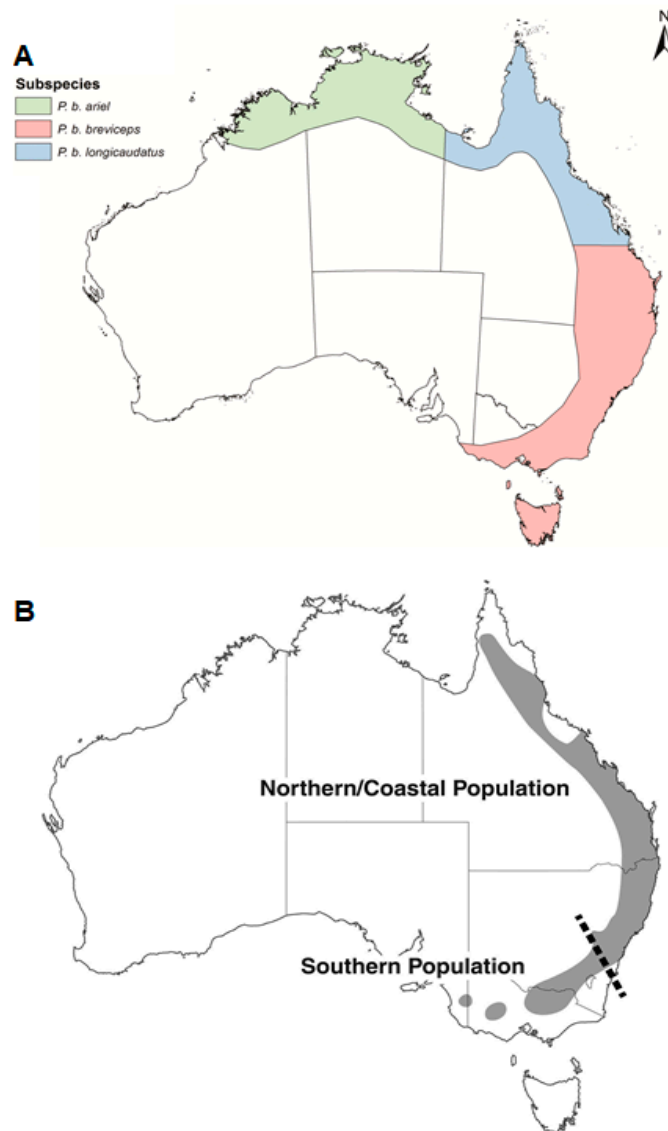 A
N
Subspecies
P. b. ariel
P. b. breviceps
P. b. longicaudatus
B
Northern/Coastal Population
Southern Population